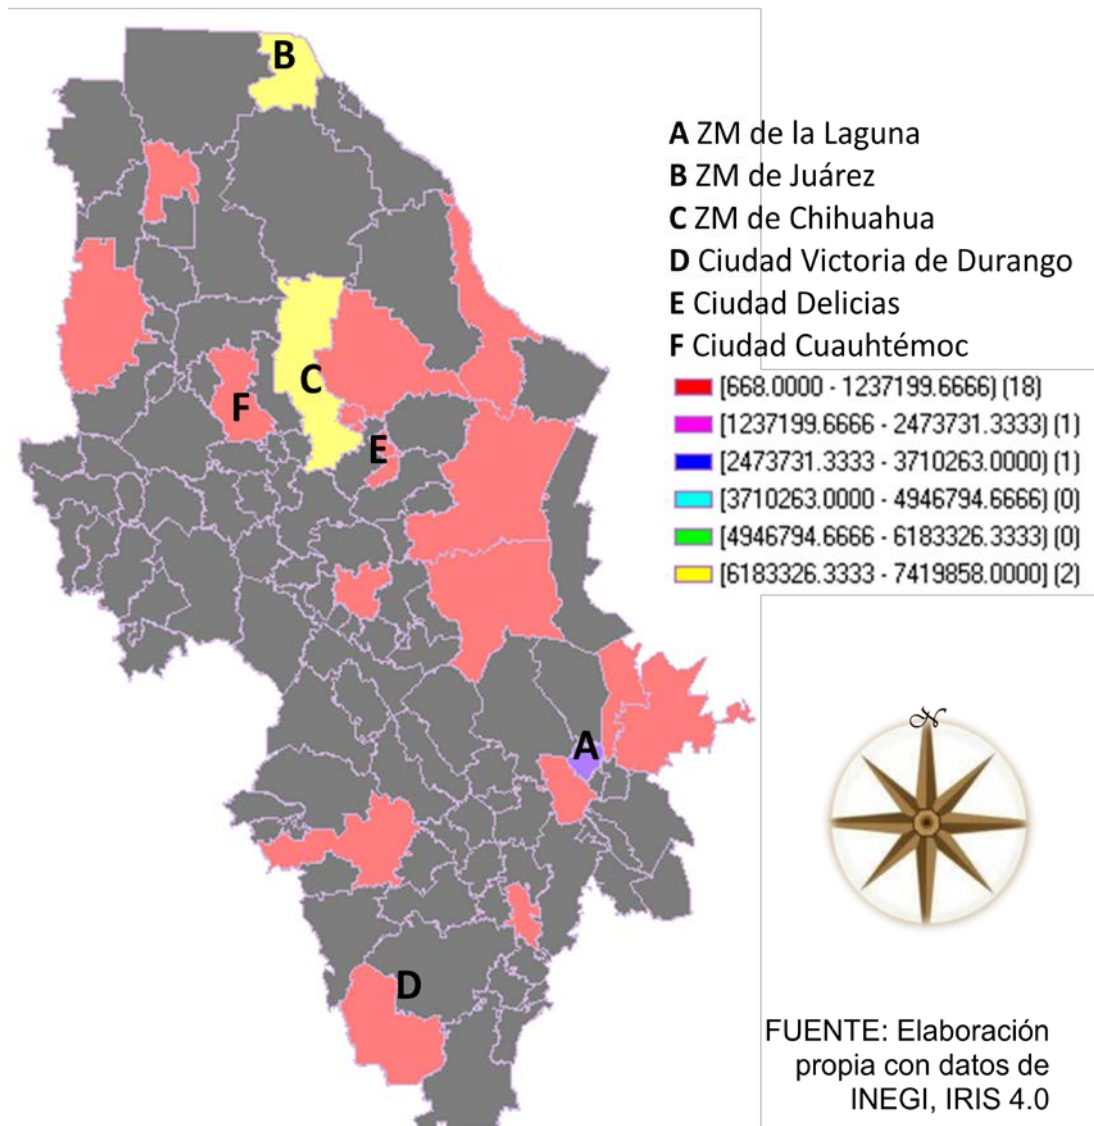 B
A ZM de la Laguna
B ZM de Juárez
C ZM de Chihuahua
D Ciudad Victoria de Durango
E Ciudad Delicias
F Ciudad Cuauhtémoc
[668.0000 - 1237199.6666) (18)
[1237199.6666 - 2473731.3333) (1)
[2473731.3333 - 3710263.0000) (1)
[3710263.0000 - 4946794.6666) (0)
[4946794.6666 - 6183326.3333) (0)
[6183326.3333 - 7419858.0000] (2)
C
F
E
A
N
D
FUENTE: Elaboración
propia con datos de
INEGI, IRIS 4.0